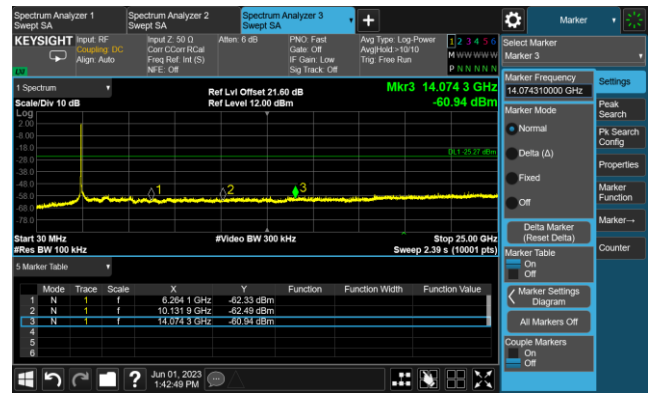 Spectrum Analyzer 1
Swept SA
Spectrum Analyzer 2
Swept SA
Spectrum Analyzer 3
Swept SA
KEYSIGHT
Input: RF
Coupling: DC
Align: Auto
Input Z: 50 Ω
Corr CCorr RCal
Freq Ref: Int (S)
NFE: Off
Atten: 6 dB
PNO: Fast
Gate: Off
IF Gain: Low
Sig Track: Off
Avg Type: Log-Power
Avg|Hold:>10/10
Trig: Free Run
1 2 3 4 5 6
M W W W W W
P N N N N N
1 Spectrum
Scale/Div 10 dB
Ref Lvl Offset 21.60 dB
Ref Level 12.00 dBm
Mkr3 14.074 3 GHz
-60.94 dBm
Log
2.00
-8.00
-18.0
-28.0
-38.0
-48.0
-58.0
-68.0
-78.0
DL1 -25.27 dBm
1
2
3
Start 30 MHz
#Res BW 100 kHz
#Video BW 300 kHz
Stop 25.00 GHz
Sweep 2.39 s (10001 pts)
5 Marker Table
Mode Trace Scale X Y Function Function Width Function Value
1 N 1 f 6.264 1 GHz -62.33 dBm
2 N 1 f 10.131 9 GHz -62.49 dBm
3 N 1 f 14.074 3 GHz -60.94 dBm
4
5
6
Jun 01, 2023
1:42:49 PM
Marker
Select Marker
Marker 3
Marker Frequency
14.074310000 GHz
Marker Mode
Normal
Delta (Δ)
Fixed
Off
Delta Marker
(Reset Delta)
Marker Table
On
Off
Marker Settings
Diagram
All Markers Off
Couple Markers
On
Off
Settings
Peak
Search
Pk Search
Config
Properties
Marker
Function
Marker→
Counter